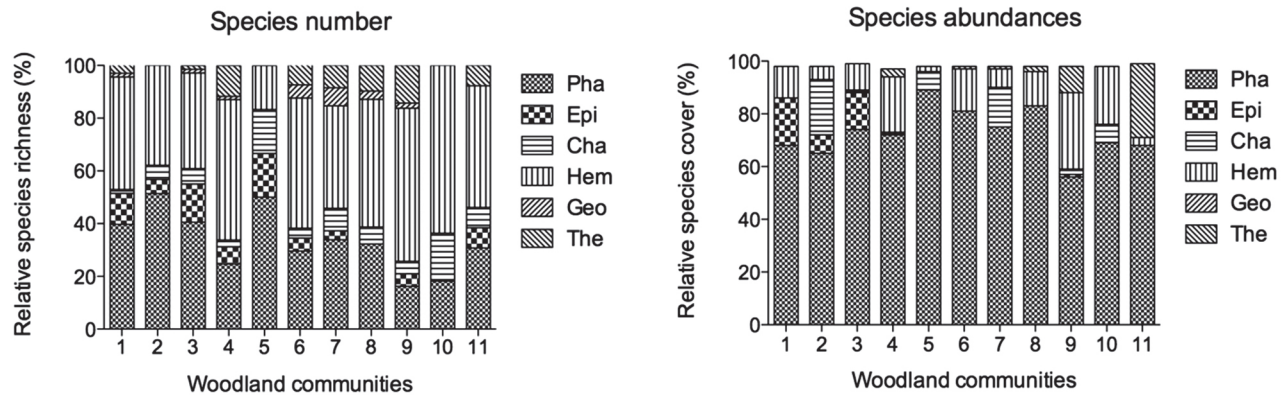 Species number
Relative species richness (%)
100
80
60
40
20
0
1 2 3 4 5 6 7 8 9 10 11
Woodland communities
Pha
Epi
Cha
Hem
Geo
The
Species abundances
Relative species cover (%)
100
80
60
40
20
0
1 2 3 4 5 6 7 8 9 10 11
Woodland communities
Pha
Epi
Cha
Hem
Geo
The